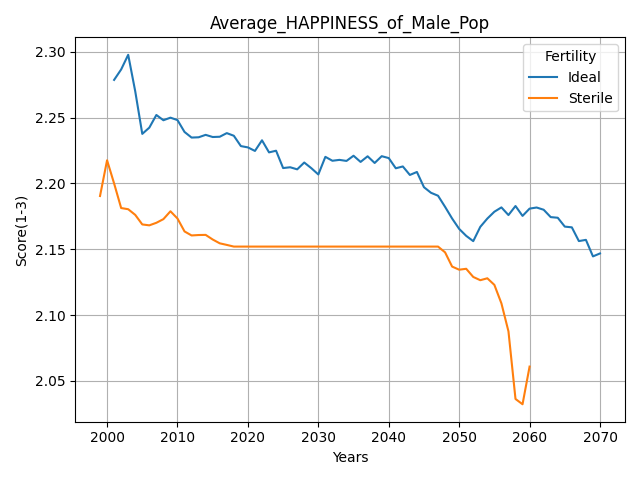 Average_HAPPINESS_of_Male_Pop
Fertility
Ideal
Sterile
Score(1-3)
2.30
2.25
2.20
2.15
2.10
2.05
2000 2010 2020 2030 2040 2050 2060 2070
Years